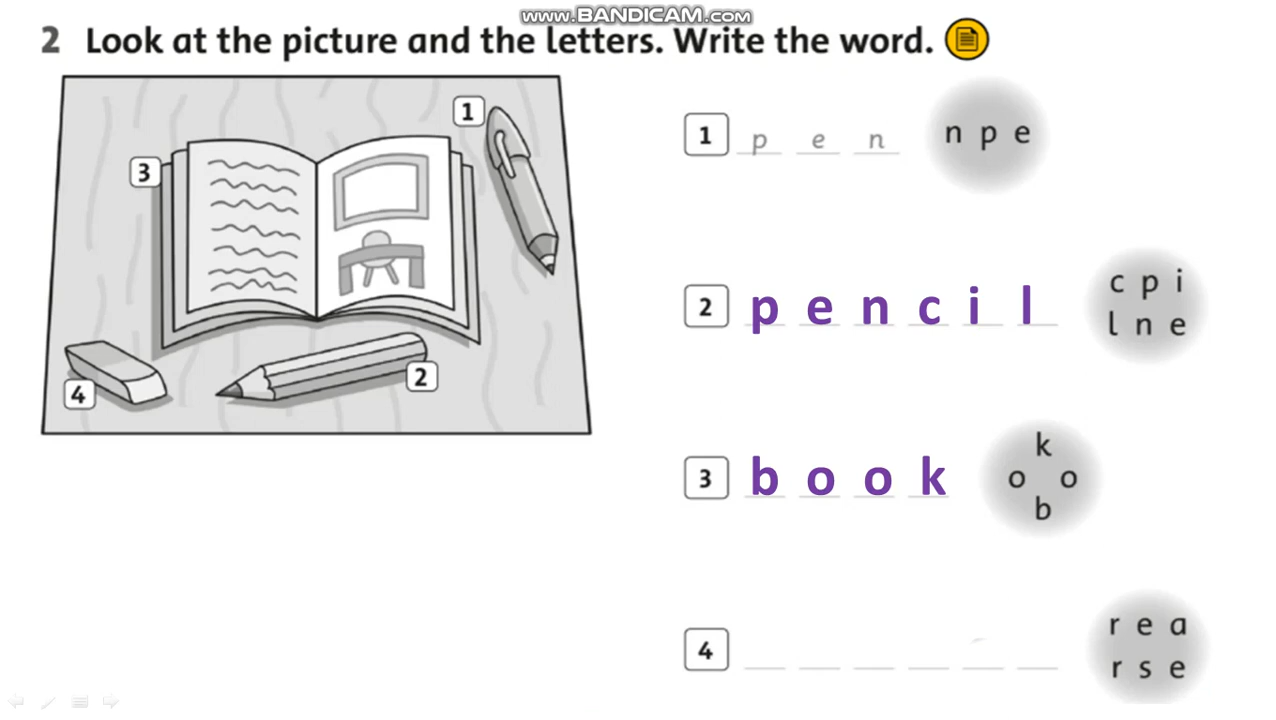 www.BANDICAM.com
2 Look at the picture and the letters. Write the word.
1
3
2
4
1 p e n
n p e
2 p e n c i l
c p i
l n e
3 b o o k
k
o o
b
4
r e a
r s e